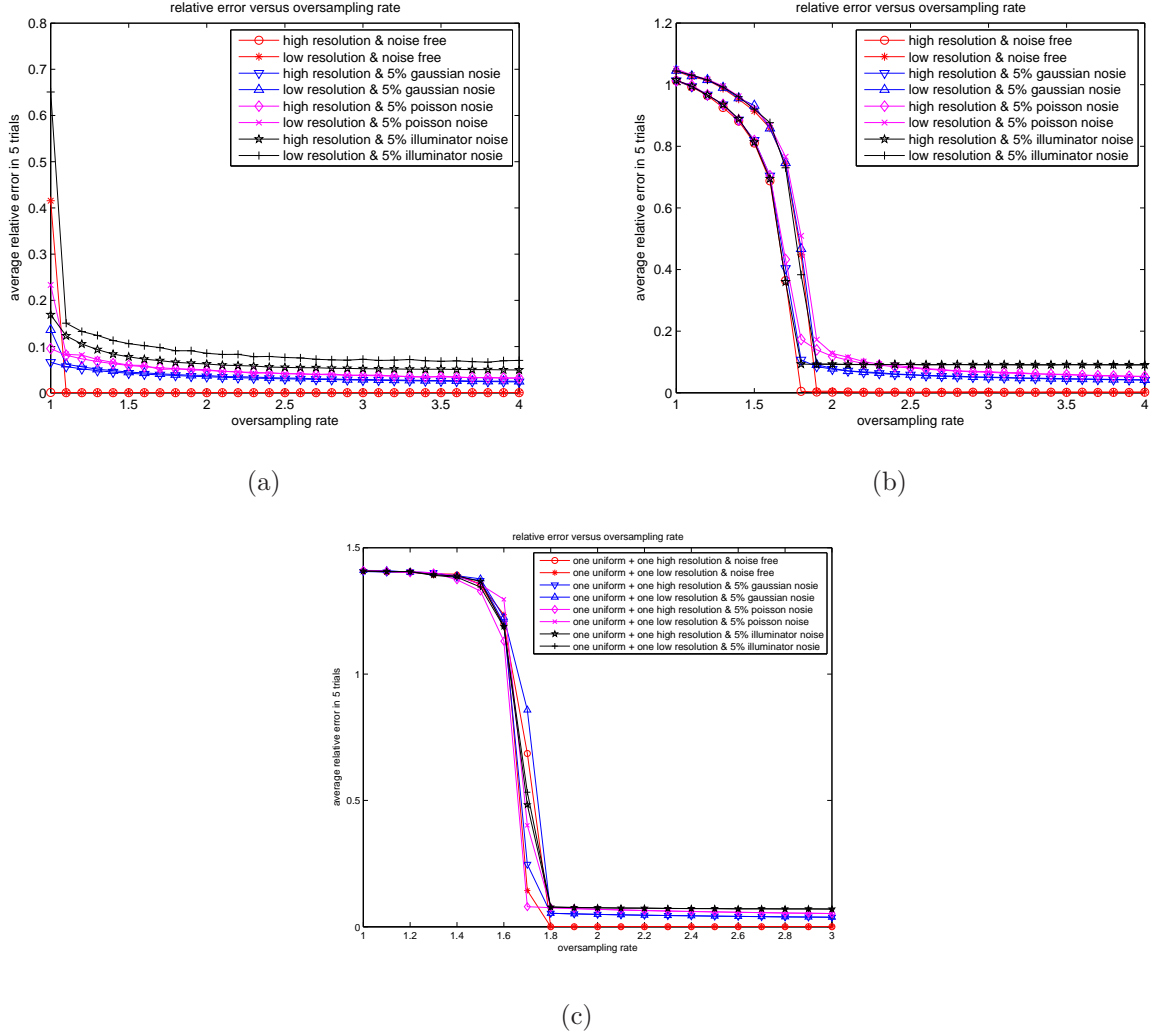 relative error versus oversampling rate
0.8
0.7
0.6
0.5
0.4
0.3
0.2
0.1
0
average relative error in 5 trials
high resolution & noise free
low resolution & noise free
high resolution & 5% gaussian nosie
low resolution & 5% gaussian nosie
high resolution & 5% poisson nosie
low resolution & 5% poisson noise
high resolution & 5% illuminator noise
low resolution & 5% illuminator nosie
1 1.5 2 2.5 3 3.5 4
oversampling rate
(a)
relative error versus oversampling rate
1.2
1
0.8
0.6
0.4
0.2
0
average relative error in 5 trials
high resolution & noise free
low resolution & noise free
high resolution & 5% gaussian nosie
low resolution & 5% gaussian nosie
high resolution & 5% poisson nosie
low resolution & 5% poisson noise
high resolution & 5% illuminator noise
low resolution & 5% illuminator nosie
1 1.5 2 2.5 3 3.5 4
oversampling rate
(b)
relative error versus oversampling rate
1.5
1
0.5
0
average relative error in 5 trials
one uniform + one high resolution & noise free
one uniform + one low resolution & noise free
one uniform + one high resolution & 5% gaussian nosie
one uniform + one low resolution & 5% gaussian nosie
one uniform + one high resolution & 5% poisson nosie
one uniform + one low resolution & 5% poisson noise
one uniform + one high resolution & 5% illuminator noise
one uniform + one low resolution & 5% illuminator nosie
1 1.2 1.4 1.6 1.8 2 2.2 2.4 2.6 2.8 3
oversampling rate
(c)